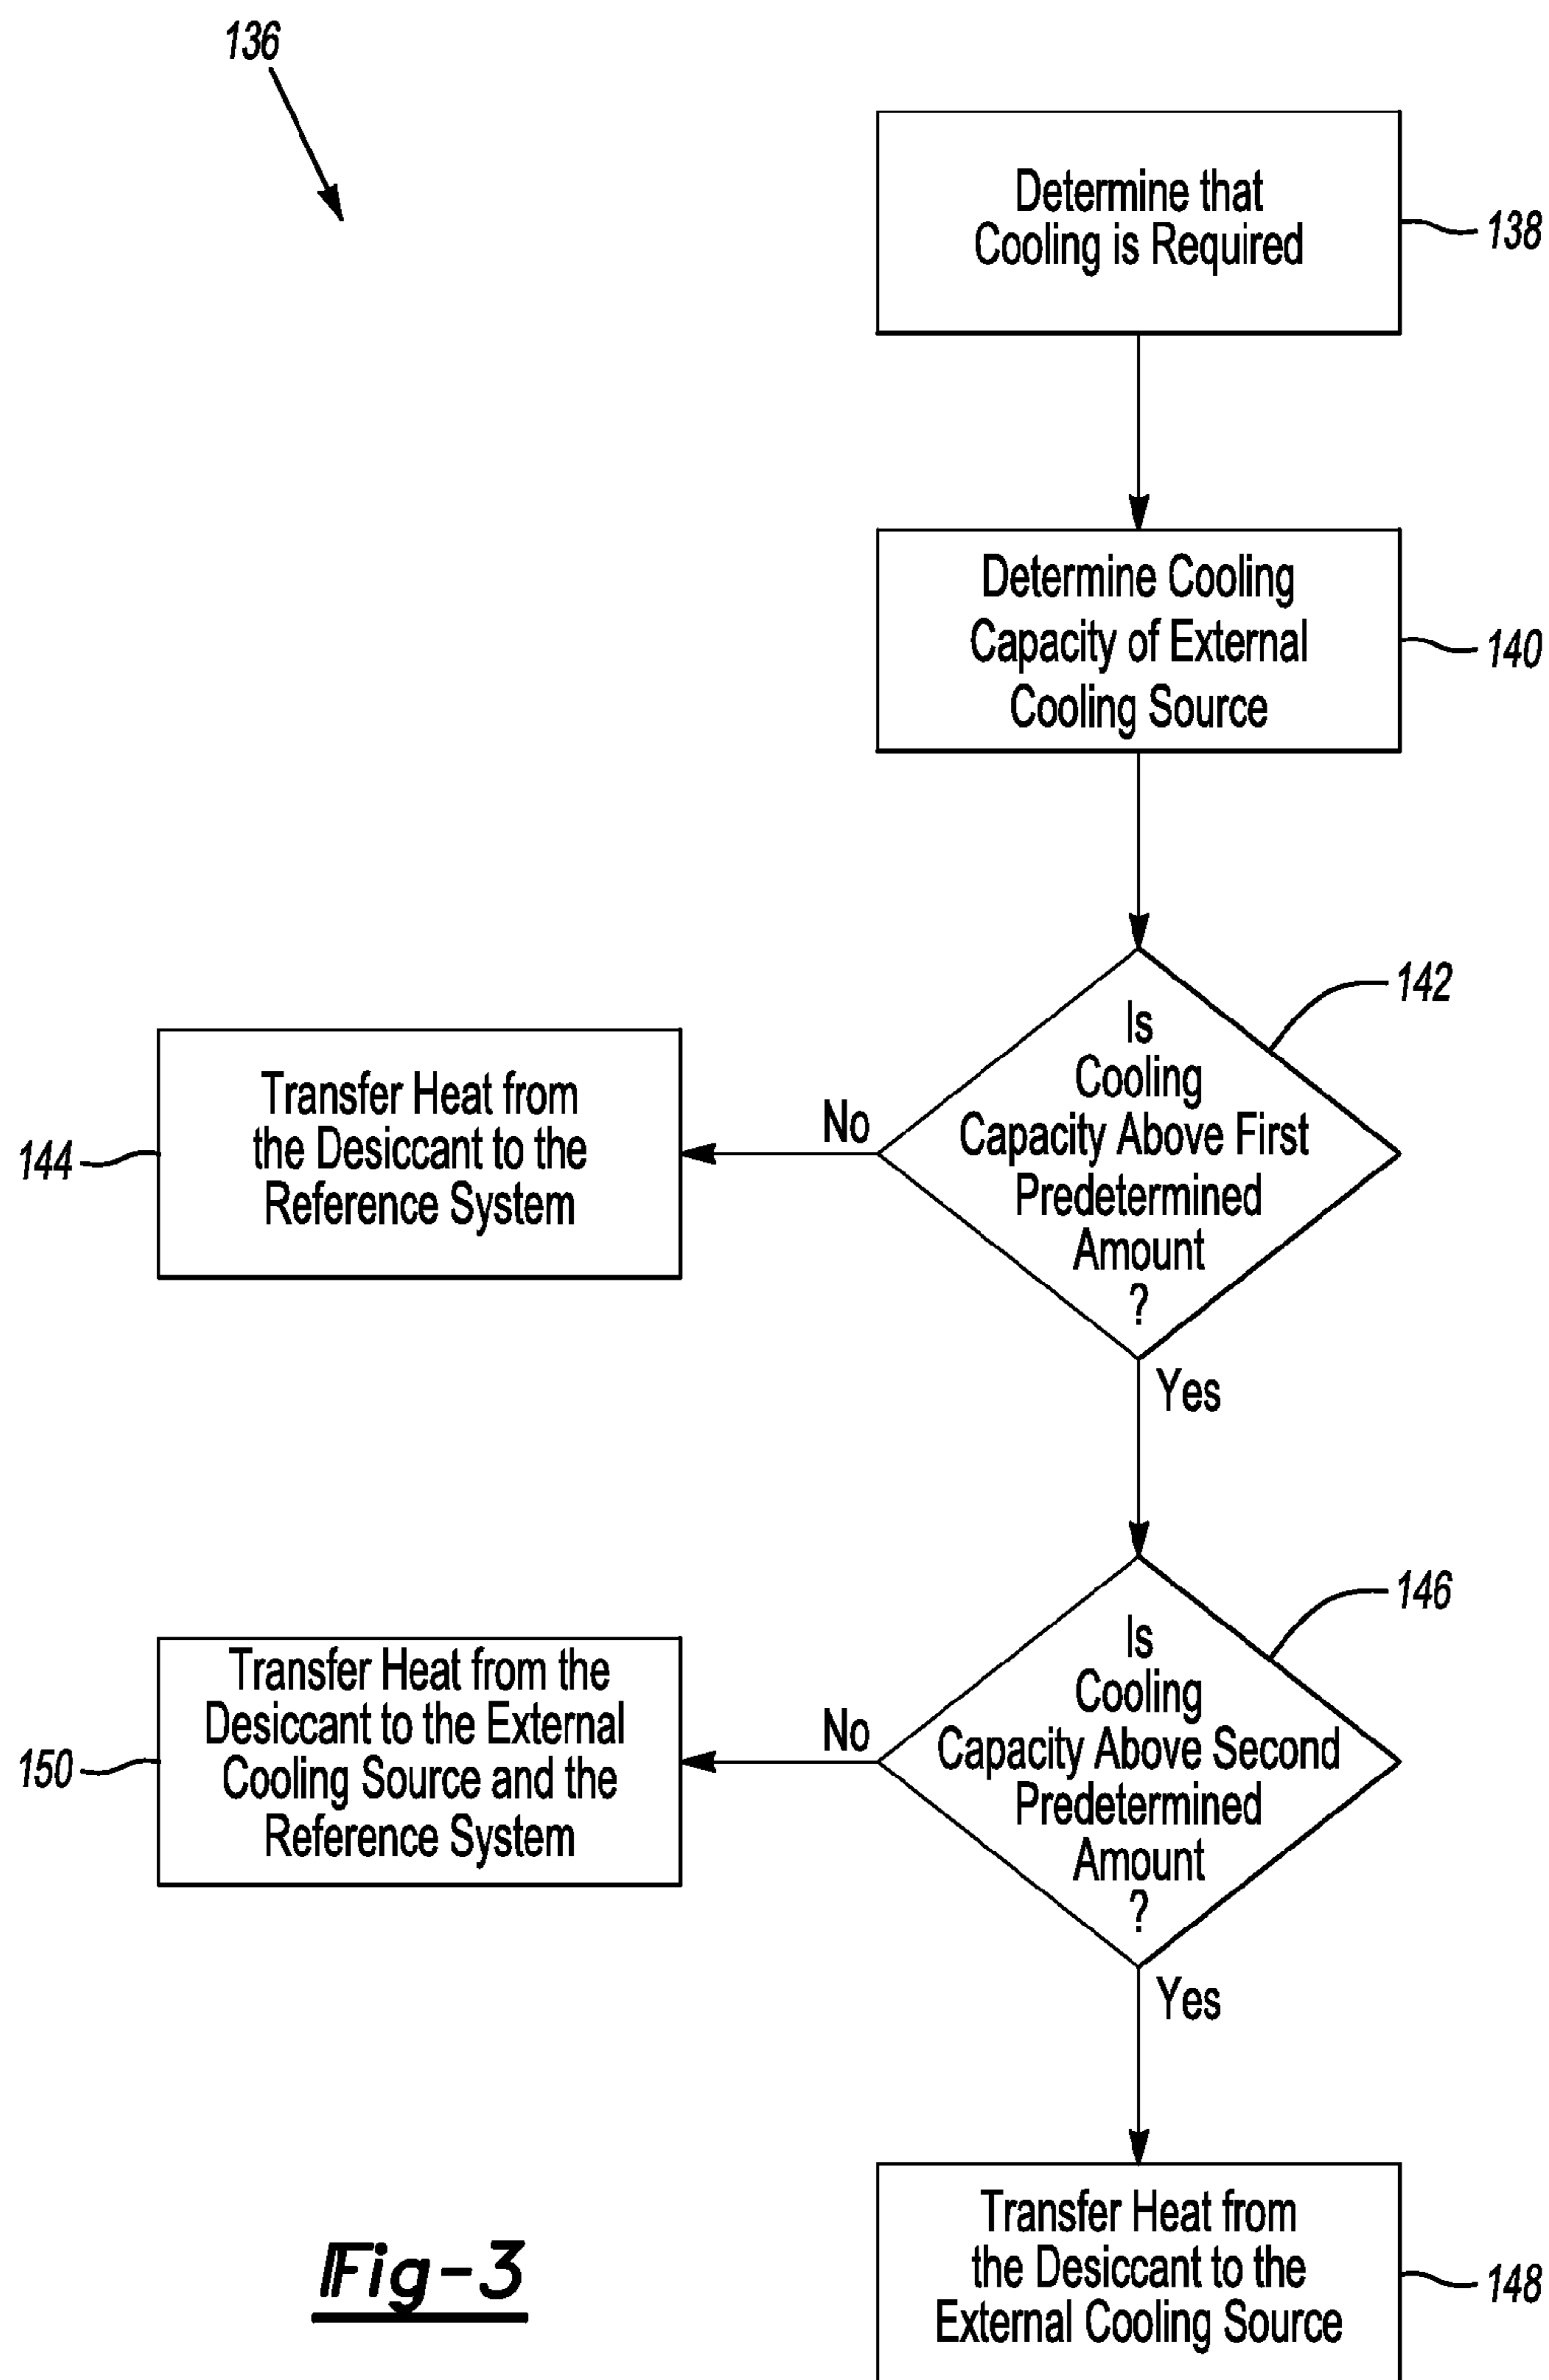 136
Determine that
Cooling is Required
138
Determine Cooling
Capacity of External
Cooling Source
140
Is
Cooling
Capacity Above First
Predetermined
Amount
?
142
No
Transfer Heat from
the Desiccant to the
Reference System
144
Yes
Is
Cooling
Capacity Above Second
Predetermined
Amount
?
146
No
Transfer Heat from the
Desiccant to the External
Cooling Source and the
Reference System
150
Yes
Transfer Heat from
the Desiccant to the
External Cooling Source
148
Fig-3